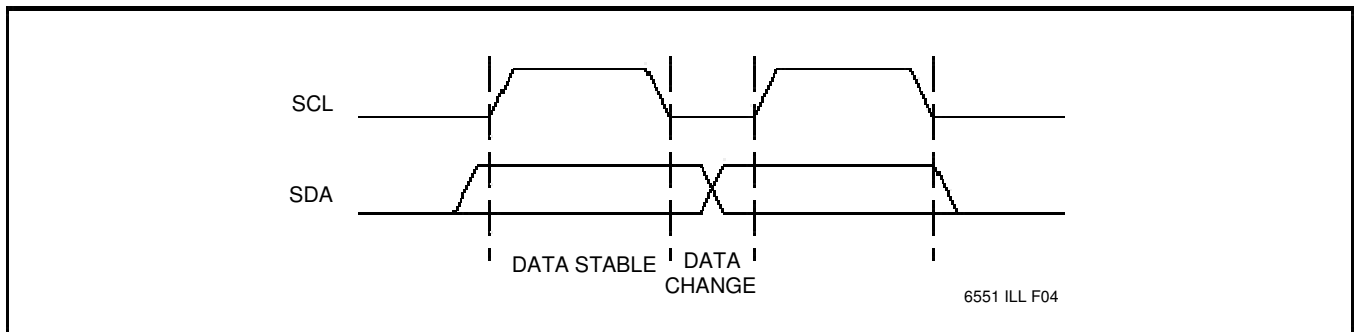 SCL
SDA
DATA STABLE
DATA
CHANGE
6551 ILL F04